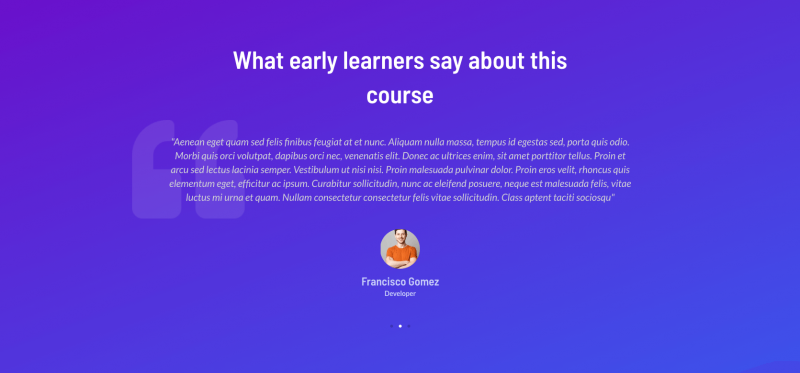 What early learners say about this
course
"Aenean eget quam sed felis finibus feugiat at et nunc. Aliquam nulla massa, tempus id egestas sed, porta quis odio.
Morbi quis orci volutpat, dapibus orci nec, venenatis elit. Donec ac ultrices enim, sit amet porttitor tellus. Proin et
arcu sed lectus lacinia semper. Vestibulum ut nisi nisi. Proin malesuada pulvinar dolor. Proin eros velit, rhoncus quis
elementum eget, efficitur ac ipsum. Curabitur sollicitudin, nunc ac eleifend posuere, neque est malesuada felis, vitae
luctus mi urna et quam. Nullam consectetur consectetur felis vitae sollicitudin. Class aptent taciti sociosqu"
Francisco Gomez
Developer